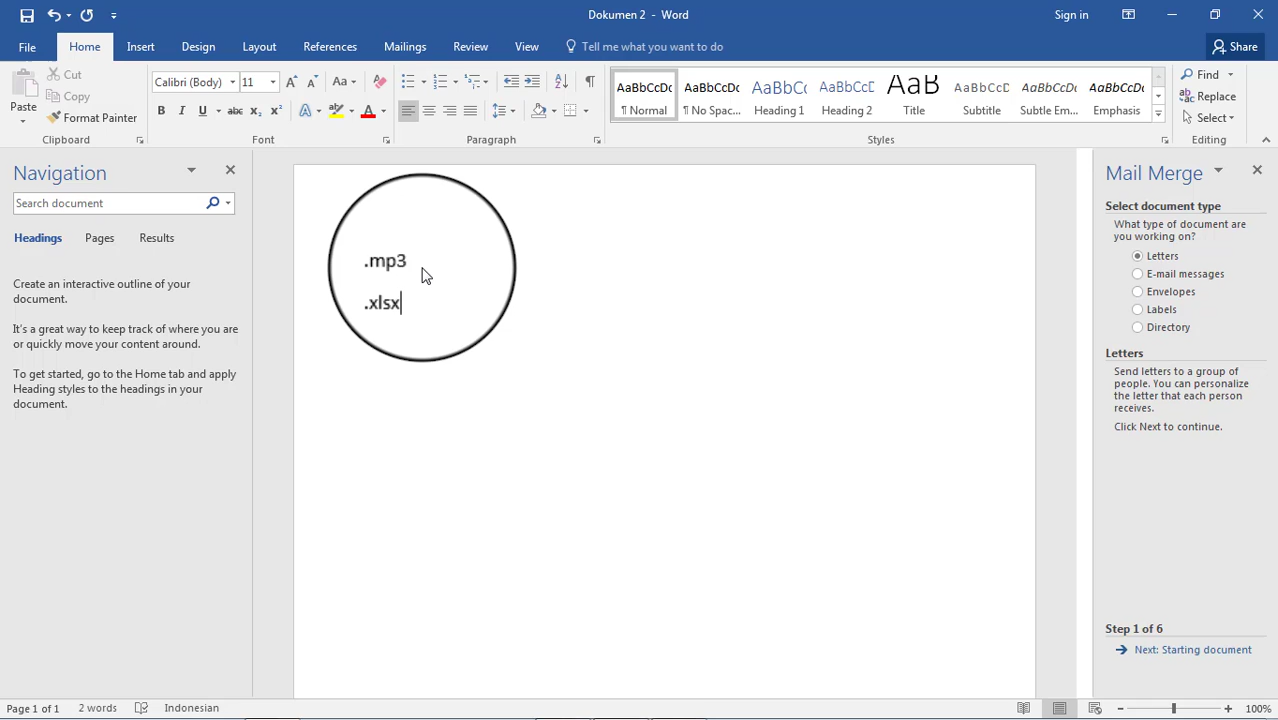 Dokumen 2 - Word
Sign in
File
Home
Insert
Design
Layout
References
Mailings
Review
View
Tell me what you want to do
Share
Paste
Cut
Copy
Format Painter
Clipboard
Calibri (Body)
11
Aa
B I U abc x₂ x²
A
A
Font
Paragraph
AaBbCcDc
¶ Normal
AaBbCcDc
¶ No Spac...
AaBbCc
Heading 1
AaBbCcD
Heading 2
AaB
Title
AaBbCcD
Subtitle
AaBbCcDc
Subtle Em...
AaBbCcDc
Emphasis
Styles
Find
Replace
Select
Editing
Navigation
Search document
Headings
Pages
Results
Create an interactive outline of your
document.
It's a great way to keep track of where you are
or quickly move your content around.
To get started, go to the Home tab and apply
Heading styles to the headings in your
document.
.mp3
.xlsx
Mail Merge
Select document type
What type of document are
you working on?
Letters
E-mail messages
Envelopes
Labels
Directory
Letters
Send letters to a group of
people. You can personalize
the letter that each person
receives.
Click Next to continue.
Step 1 of 6
Next: Starting document
Page 1 of 1
2 words
Indonesian
100%